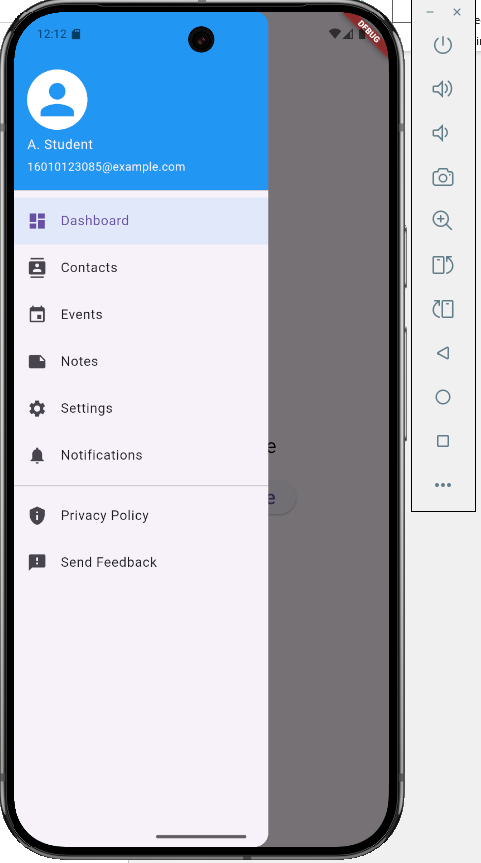 12:12
DEBUG
A. Student
16010123085@example.com
Dashboard
Contacts
Events
Notes
Settings
Notifications
Privacy Policy
Send Feedback
e
e